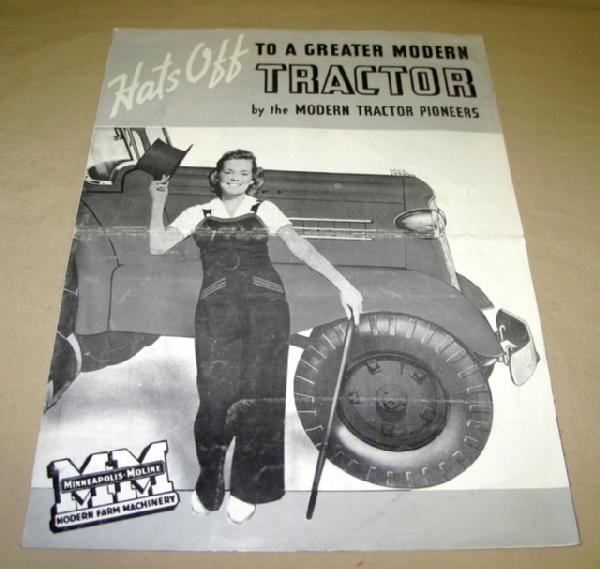 Hats Off TO A GREATER MODERN
TRACTOR
by the MODERN TRACTOR PIONEERS
MM
MINNEAPOLIS-MOLINE
MODERN FARM MACHINERY